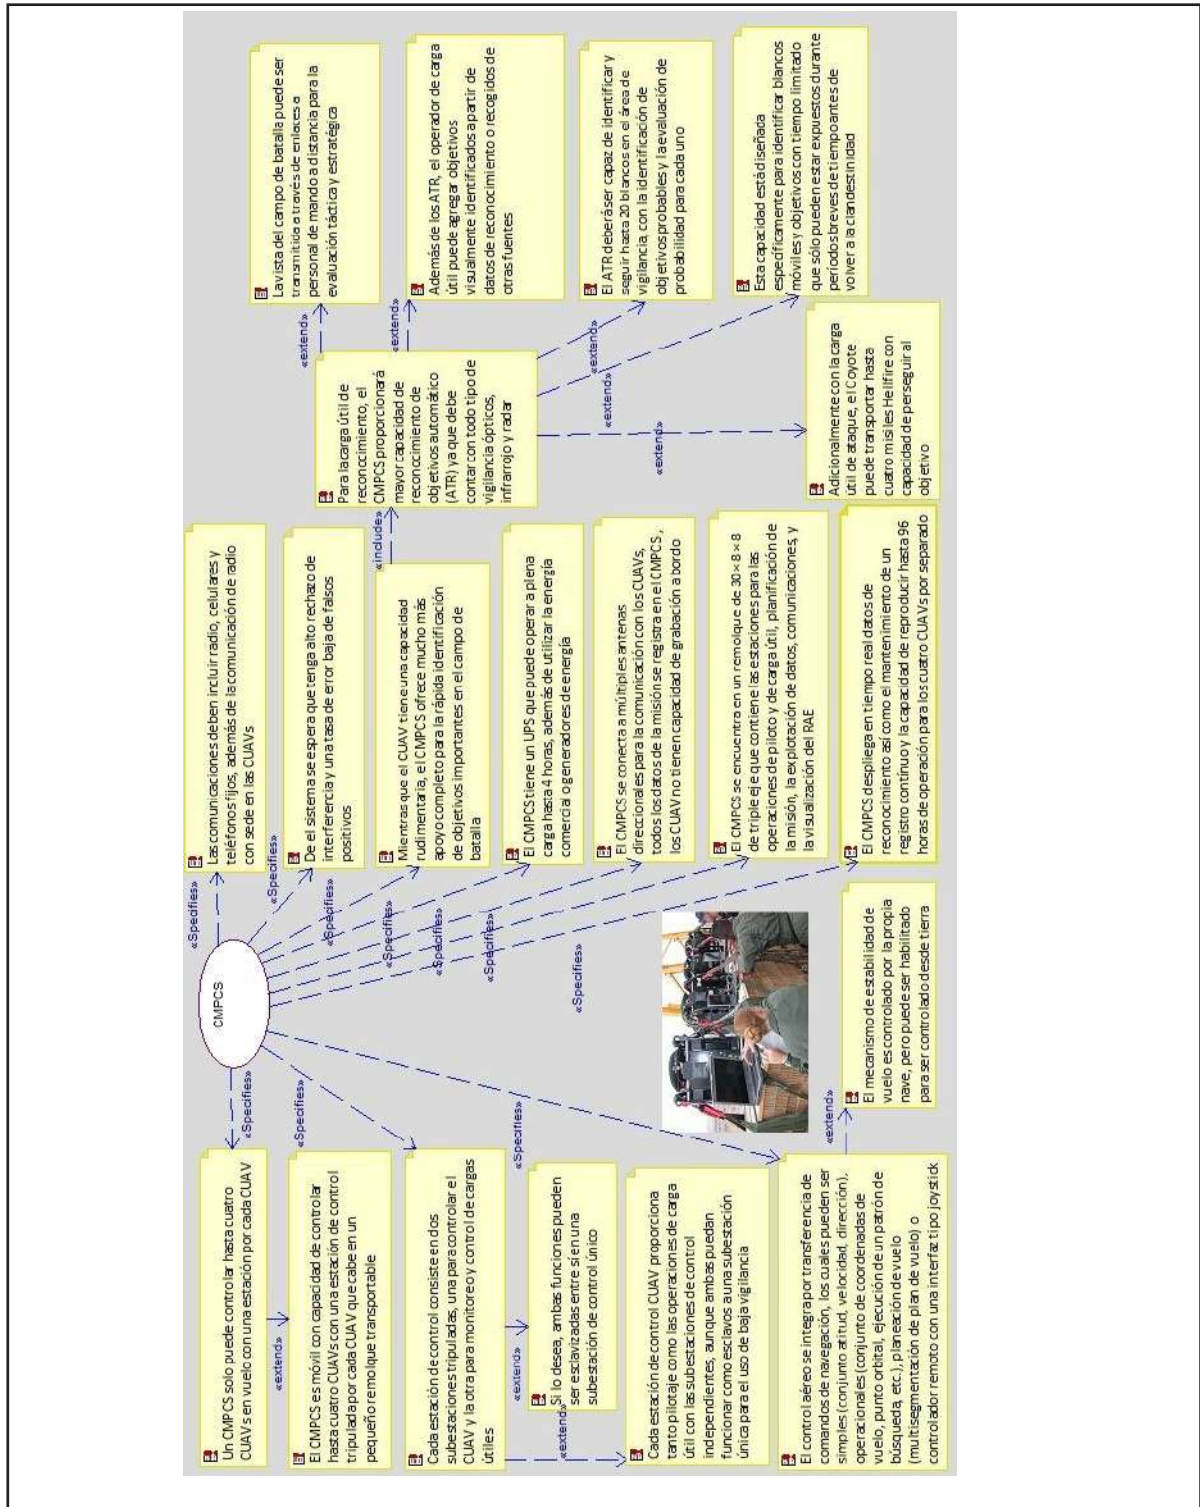 CMPCS
«Specifies»
Un CMPCS solo puede controlar hasta cuatro
CUAVs en vuelo con una estación por cada CUAV
«extend»
El CMPCS es móvil con capacidad de controlar
hasta cuatro CUAVs con una estación de control
tripulada por cada CUAV que cabe en un
pequeño remolque transportable
«Specifies»
Cada estación de control consiste en dos
subestaciones tripuladas, una para controlar el
CUAV y la otra para monitoreo y control de cargas
útiles
«extend»
Si lo desea, ambas funciones pueden
ser esclavizadas entre sí en una
subestación de control único
«extend»
Cada estación de control CUAV proporciona
tanto pilotaje como las operaciones de carga
útil con las subestaciones de control
independientes, aunque ambas puedan
funcionar como esclavos a una subestación
única para el uso de baja vigilancia
«Specifies»
El control aéreo se integra por transferencia de
comandos de navegación, los cuales pueden ser
simples (conjunto atitud, velocidad, dirección),
operacionales (conjunto de coordenadas de
vuelo, punto orbital, ejecución de un patrón de
búsqueda, etc.), planeación de vuelo
(multisegmentación de plan de vuelo) o
controlador remoto con una interfaz tipo joystick
«extend»
El mecanismo de estabilidad de
vuelo es controlado por la propia
nave, pero puede ser habilitado
para ser controlado desde tierra
«Specifies»
Las comunicaciones deben incluir radio, celulares y
teléfonos fijos, además de la comunicación de radio
con sede en las CUAVs
«Specifies»
De el sistema se espera que tenga alto rechazo de
interferencia y una tasa de error baja de falsos
positivos
«Specifies»
Mientras que el CUAV tiene una capacidad
rudimentaria, el CMPCS ofrece mucho más
apoyo completo para la rápida identificación
de objetivos importantes en el campo de
batalla
«Specifies»
El CMPCS tiene un UPS que puede operar a plena
carga hasta 4 horas, además de utilizar la energía
comercial o generadores de energía
«Specifies»
El CMPCS se conecta a múltiples antenas
direccionales para la comunicación con los CUAVs,
todos los datos de la misión se registra en el CMPCS ,
los CUAV no tienen capacidad de grabación a bordo
«Specifies»
El CMPCS se encuentra en un remolque de 30 × 8 × 8
de triple eje que contiene las estaciones para las
operaciones de piloto y de carga útil, planificación de
la misión, la explotación de datos, comunicaciones, y
la visualización del RAE
«Specifies»
El CMPCS despliega en tiempo real datos de
reconocimiento así como el mantenimiento de un
registro contínuo y la capacidad de reproducir hasta 96
horas de operación para los cuatro CUAVs por separado
«include»
Para la carga útil de
reconocimiento, el
CMPCS proporcionará
mayor capacidad de
reconocimiento de
objetivos automático
(ATR) ya que debe
contar con todo tipo de
vigilancia ópticos,
infrarrojo y radar
«extend»
La vista del campo de batalla puede ser
transmitida a través de enlaces a
personal de mando a distancia para la
evaluación táctica y estratégica
«extend»
Además de los ATR, el operador de carga
útil puede agregar objetivos
visualmente identificados a partir de
datos de reconocimiento o recogidos de
otras fuentes
«extend»
El ATR deberá ser capaz de identificar y
seguir hasta 20 blancos en el área de
vigilancia, con la identificación de
objetivos probables y la evaluación de
probabilidad para cada uno
«extend»
Esta capacidad está diseñada
específicamente para identificar blancos
móviles y objetivos con tiempo limitado
que sólo pueden estar expuestos durante
periodos breves de tiempo antes de
volver a la clandestinidad
«extend»
Adicionalmente con la carga
útil de ataque, el Coyote
puede transportar hasta
cuatro misiles Hellfire con
capacidad de perseguir al
objetivo